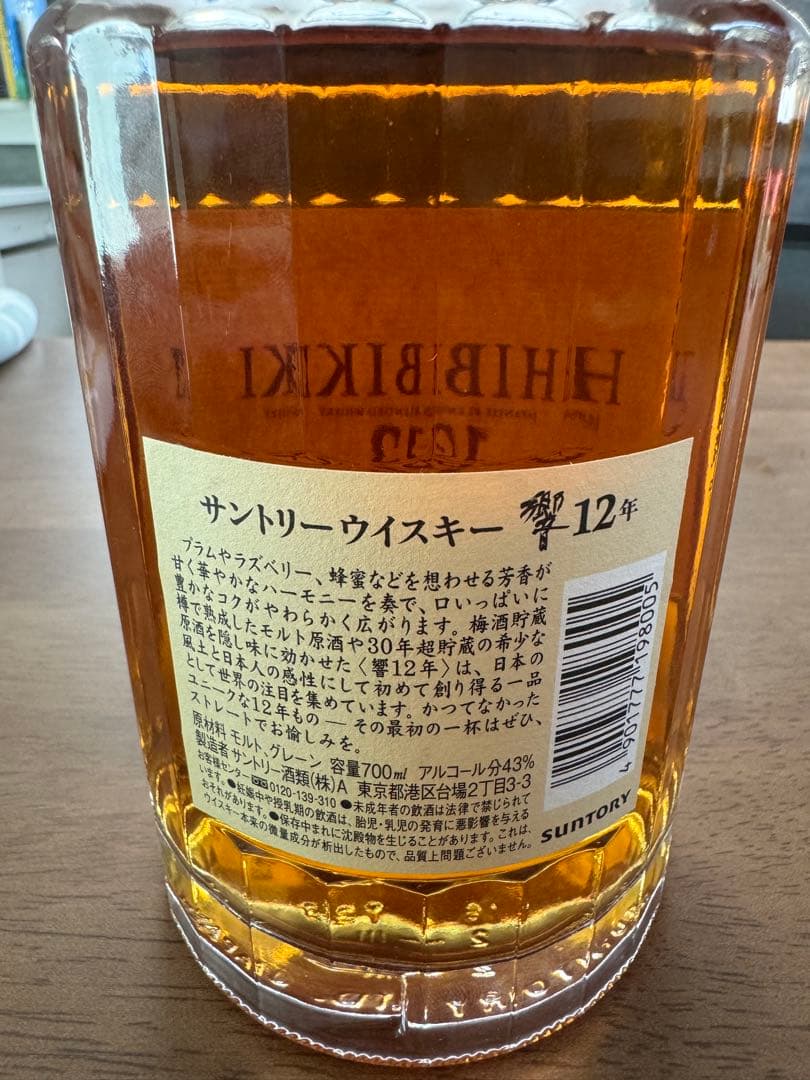 HIBIKI
サントリーウイスキー 響 12年
プラムやラズベリー、蜂蜜などを想わせる芳香が
甘く華やかなハーモニーを奏で、口いっぱいに
豊かなコクがやわらかく広がります。梅酒貯蔵
樽で熟成したモルト原酒や30年超貯蔵の希少な
原酒を隠し味に効かせた〈響12年〉は、日本の
風土と日本人の感性にして初めて創り得る一品
として世界の注目を集めています。かつてなかった
ユニークな12年もの ― その最初の一杯はぜひ、
ストレートでお愉しみを。
原材料 モルト、グレーン 容量700ml アルコール分43%
製造者 サントリー酒類(株)A 東京都港区台場2丁目3-3
お客様センター 0120-139-310 ●未成年者の飲酒は法律で禁じられて
います。●妊娠中や授乳期の飲酒は、胎児・乳児の発育に悪影響を与える
おそれがあります。●保存中まれに沈殿物を生じることがあります。これは、
ウイスキー本来の微量成分が析出したもので、品質上問題ございません。
4 901777 198005
SUNTORY